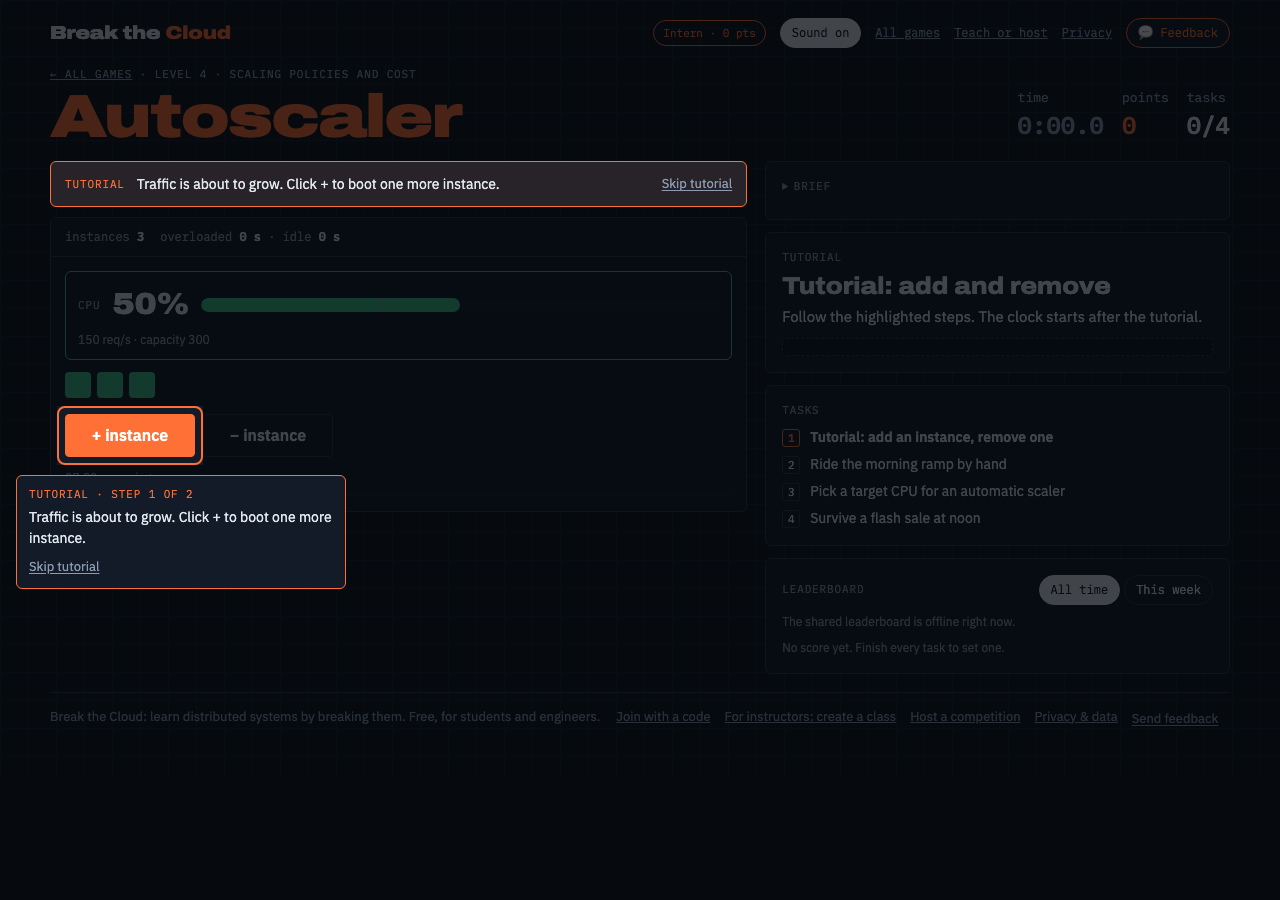 Break the Cloud
Intern · 0 pts
Sound on
All games
Teach or host
Privacy
💬 Feedback
← ALL GAMES · LEVEL 4 · SCALING POLICIES AND COST
Autoscaler
time
points
tasks
0:00.0
0
0/4
TUTORIAL Traffic is about to grow. Click + to boot one more instance. Skip tutorial
instances 3 overloaded 0 s · idle 0 s
CPU 50%
150 req/s · capacity 300
+ instance
− instance
TUTORIAL · STEP 1 OF 2
Traffic is about to grow. Click + to boot one more
instance.
Skip tutorial
▶ BRIEF
TUTORIAL
Tutorial: add and remove
Follow the highlighted steps. The clock starts after the tutorial.
TASKS
1 Tutorial: add an instance, remove one
2 Ride the morning ramp by hand
3 Pick a target CPU for an automatic scaler
4 Survive a flash sale at noon
LEADERBOARD
All time
This week
The shared leaderboard is offline right now.
No score yet. Finish every task to set one.
Break the Cloud: learn distributed systems by breaking them. Free, for students and engineers.
Join with a code
For instructors: create a class
Host a competition
Privacy & data
Send feedback